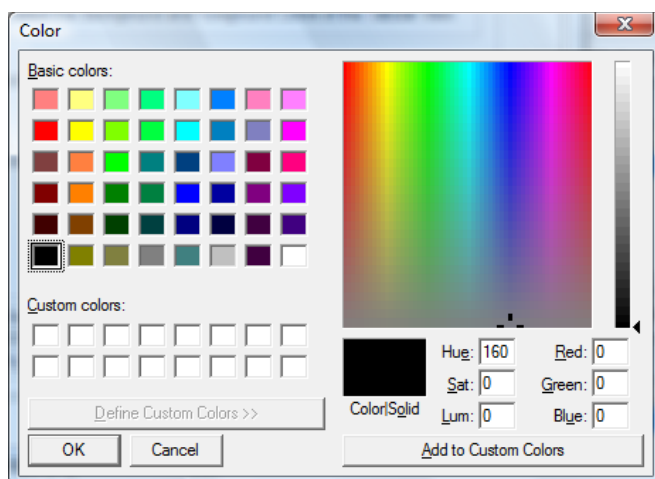 Color
Basic colors:
Custom colors:
Define Custom Colors >>
OK Cancel
Color|Solid
Hue: 160 Red: 0
Sat: 0 Green: 0
Lum: 0 Blue: 0
Add to Custom Colors